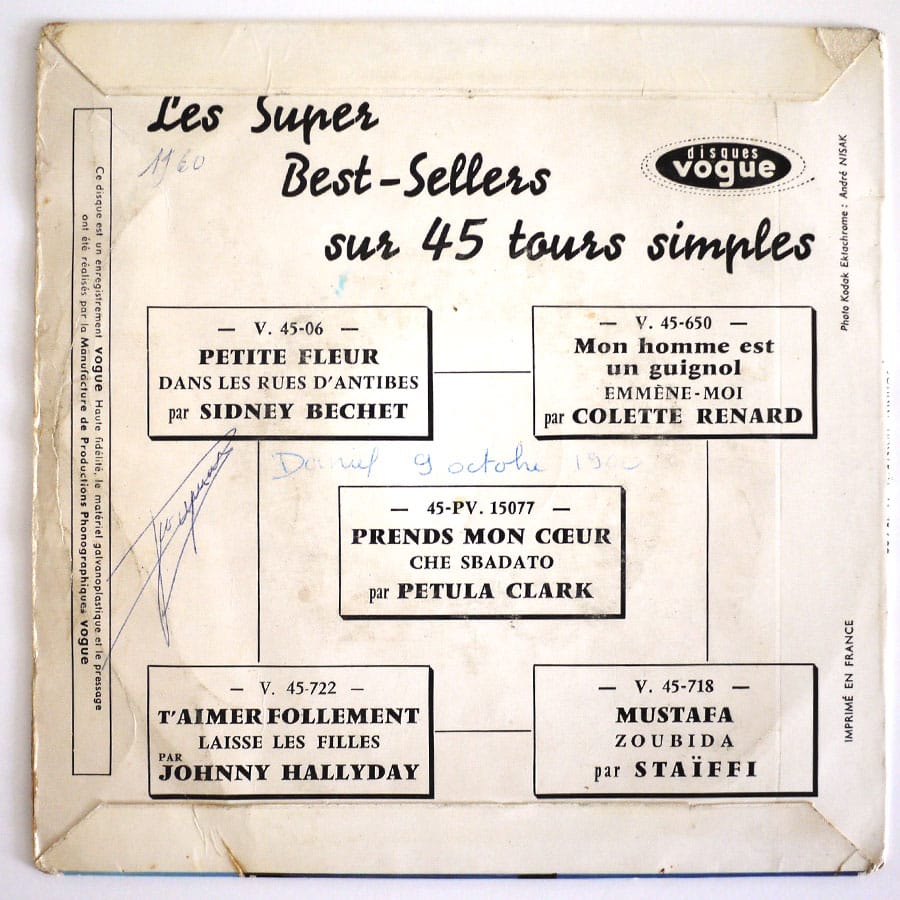 Les Super
Best-Sellers
sur 45 tours simples
1960
disques
vogue
— V. 45-06 —
PETITE FLEUR
DANS LES RUES D'ANTIBES
par SIDNEY BECHET
— V. 45-650 —
Mon homme est
un guignol
EMMÈNE-MOI
par COLETTE RENARD
Daniel 9 octobre
— 45-PV. 15077 —
PRENDS MON CŒUR
CHE SBADATO
par PETULA CLARK
— V. 45-722 —
T'AIMER FOLLEMENT
LAISSE LES FILLES
PAR
JOHNNY HALLYDAY
— V. 45-718 —
MUSTAFA
ZOUBIDA
par STAÏFFI
Ce disque est un enregistrement VOGUE Haute fidélité, le matériel galvanoplastique et le pressage
ont été réalisés par la Manufacture de Productions Phonographiques VOGUE
Photo Kodak Ektachrome : André NISAK
IMPRIMÉ EN FRANCE